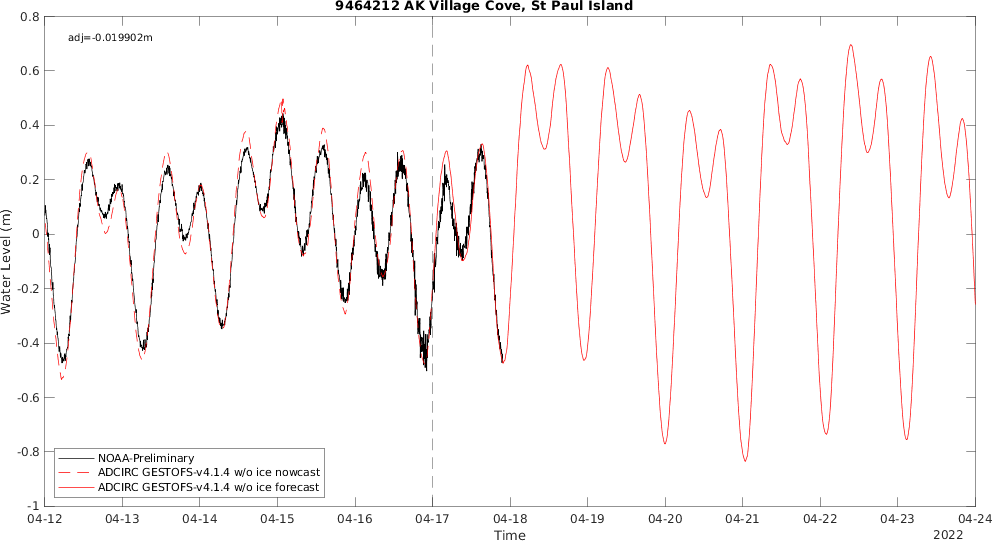 9464212 AK Village Cove, St Paul Island
adj=-0.019902m
0.8
0.6
0.4
0.2
0
-0.2
-0.4
-0.6
-0.8
-1
Water Level (m)
NOAA-Preliminary
ADCIRC GESTOFS-v4.1.4 w/o ice nowcast
ADCIRC GESTOFS-v4.1.4 w/o ice forecast
04-12 04-13 04-14 04-15 04-16 04-17 04-18 04-19 04-20 04-21 04-22 04-23 04-24
Time
2022